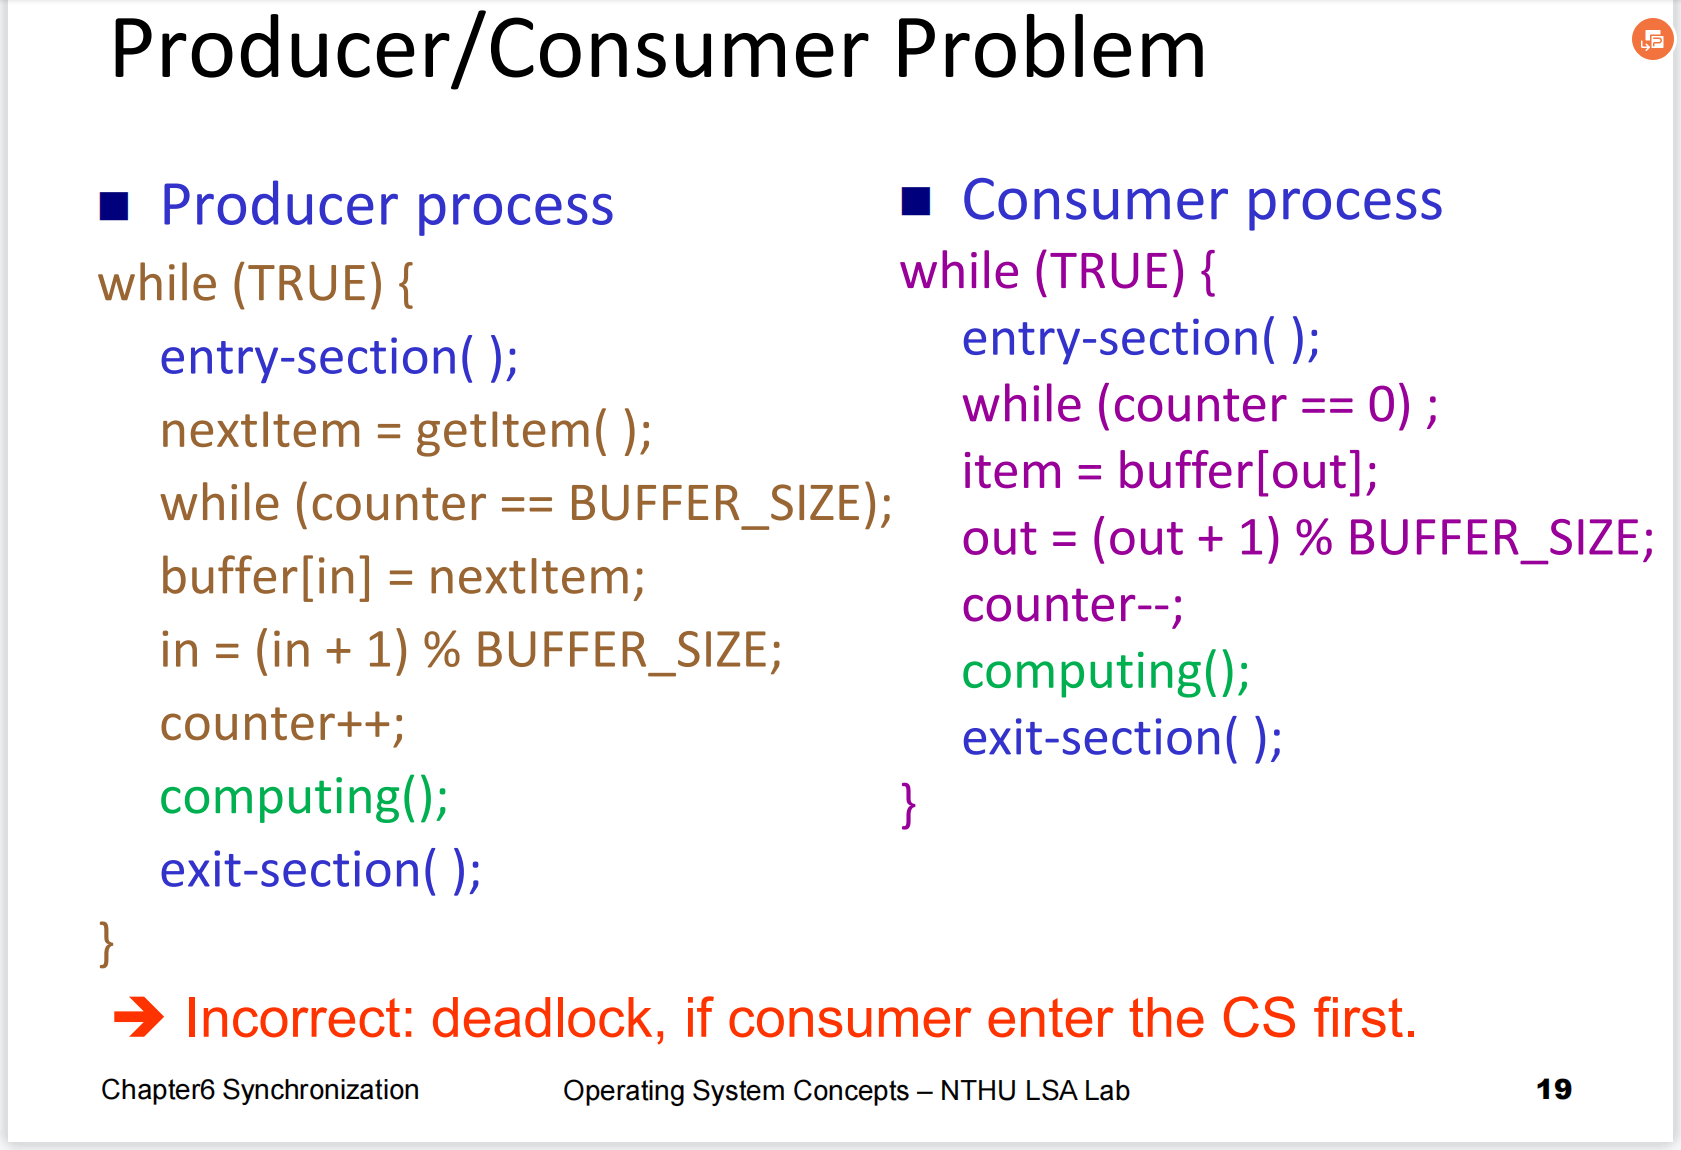 Producer/Consumer Problem
■ Producer process
while (TRUE) {
entry-section( );
nextItem = getItem( );
while (counter == BUFFER_SIZE);
buffer[in] = nextItem;
in = (in + 1) % BUFFER_SIZE;
counter++;
computing();
exit-section( );
}
■ Consumer process
while (TRUE) {
entry-section( );
while (counter == 0) ;
item = buffer[out];
out = (out + 1) % BUFFER_SIZE;
counter--;
computing();
exit-section( );
}
➔ Incorrect: deadlock, if consumer enter the CS first.
Chapter6 Synchronization
Operating System Concepts – NTHU LSA Lab
19